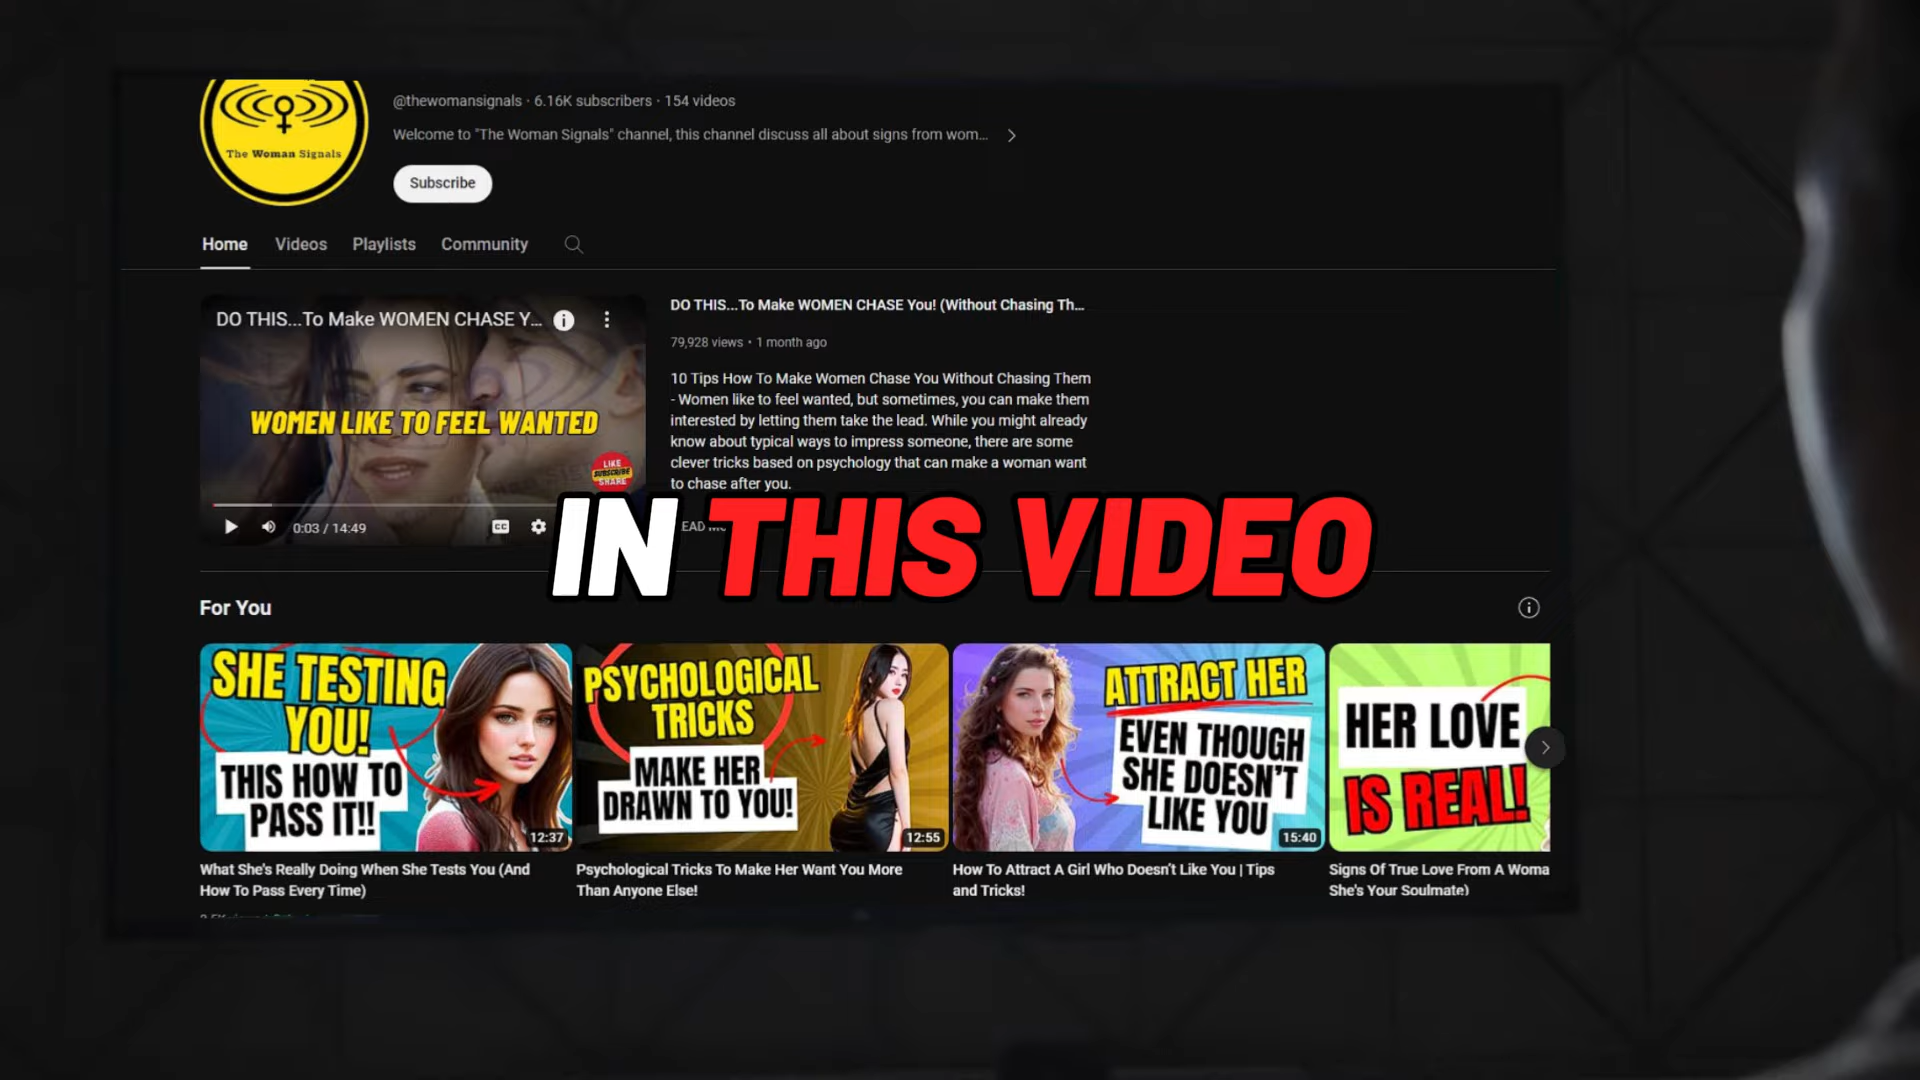 The Woman Signals
@thewomansignals · 6.16K subscribers · 154 videos
Welcome to "The Woman Signals" channel, this channel discuss all about signs from wom...
Subscribe
Home Videos Playlists Community
DO THIS...To Make WOMEN CHASE Y...
WOMEN LIKE TO FEEL WANTED
LIKE
SUBSCRIBE
SHARE
0:03 / 14:49
CC
DO THIS...To Make WOMEN CHASE You! (Without Chasing Th...
79,928 views • 1 month ago
10 Tips How To Make Women Chase You Without Chasing Them
- Women like to feel wanted, but sometimes, you can make them
interested by letting them take the lead. While you might already
know about typical ways to impress someone, there are some
clever tricks based on psychology that can make a woman want
to chase after you.
IN THIS VIDEO
For You
SHE TESTING
YOU!
THIS HOW TO
PASS IT!!
12:37
What She's Really Doing When She Tests You (And
How To Pass Every Time)
PSYCHOLOGICAL
TRICKS
MAKE HER
DRAWN TO YOU!
12:55
Psychological Tricks To Make Her Want You More
Than Anyone Else!
ATTRACT HER
EVEN THOUGH
SHE DOESN'T
LIKE YOU
15:40
How To Attract A Girl Who Doesn't Like You | Tips
and Tricks!
HER LOVE
IS REAL!
Signs Of True Love From A Woma
She's Your Soulmate)